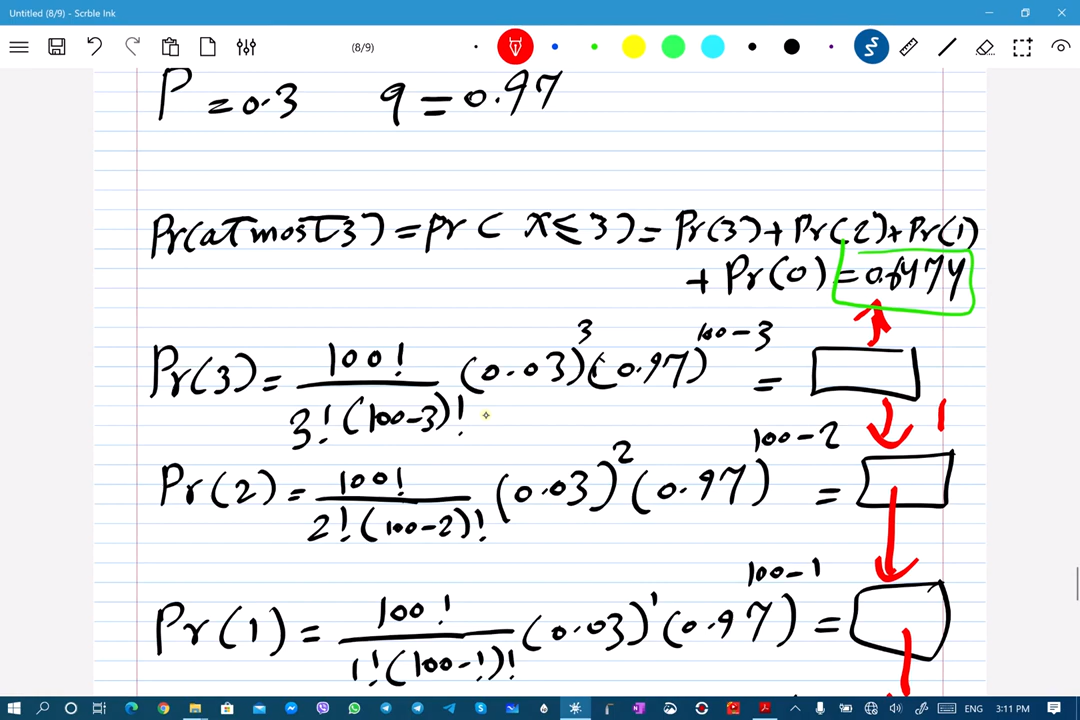 Untitled (8/9) - Scrble Ink
(8/9)
P = 0.3 q = 0.97
Pr(at most 3) = Pr( X ≤ 3) = Pr(3) + Pr(2) + Pr(1)
+ Pr(0) = 0.6474
Pr(3) = 100! / 3!(100-3)! (0.03)^3 (0.97)^100-3 =
Pr(2) = 100! / 2!(100-2)! (0.03)^2 (0.97)^100-2 =
Pr(1) = 100! / 1!(100-1)! (0.03)^1 (0.97)^100-1 =
ENG 3:11 PM